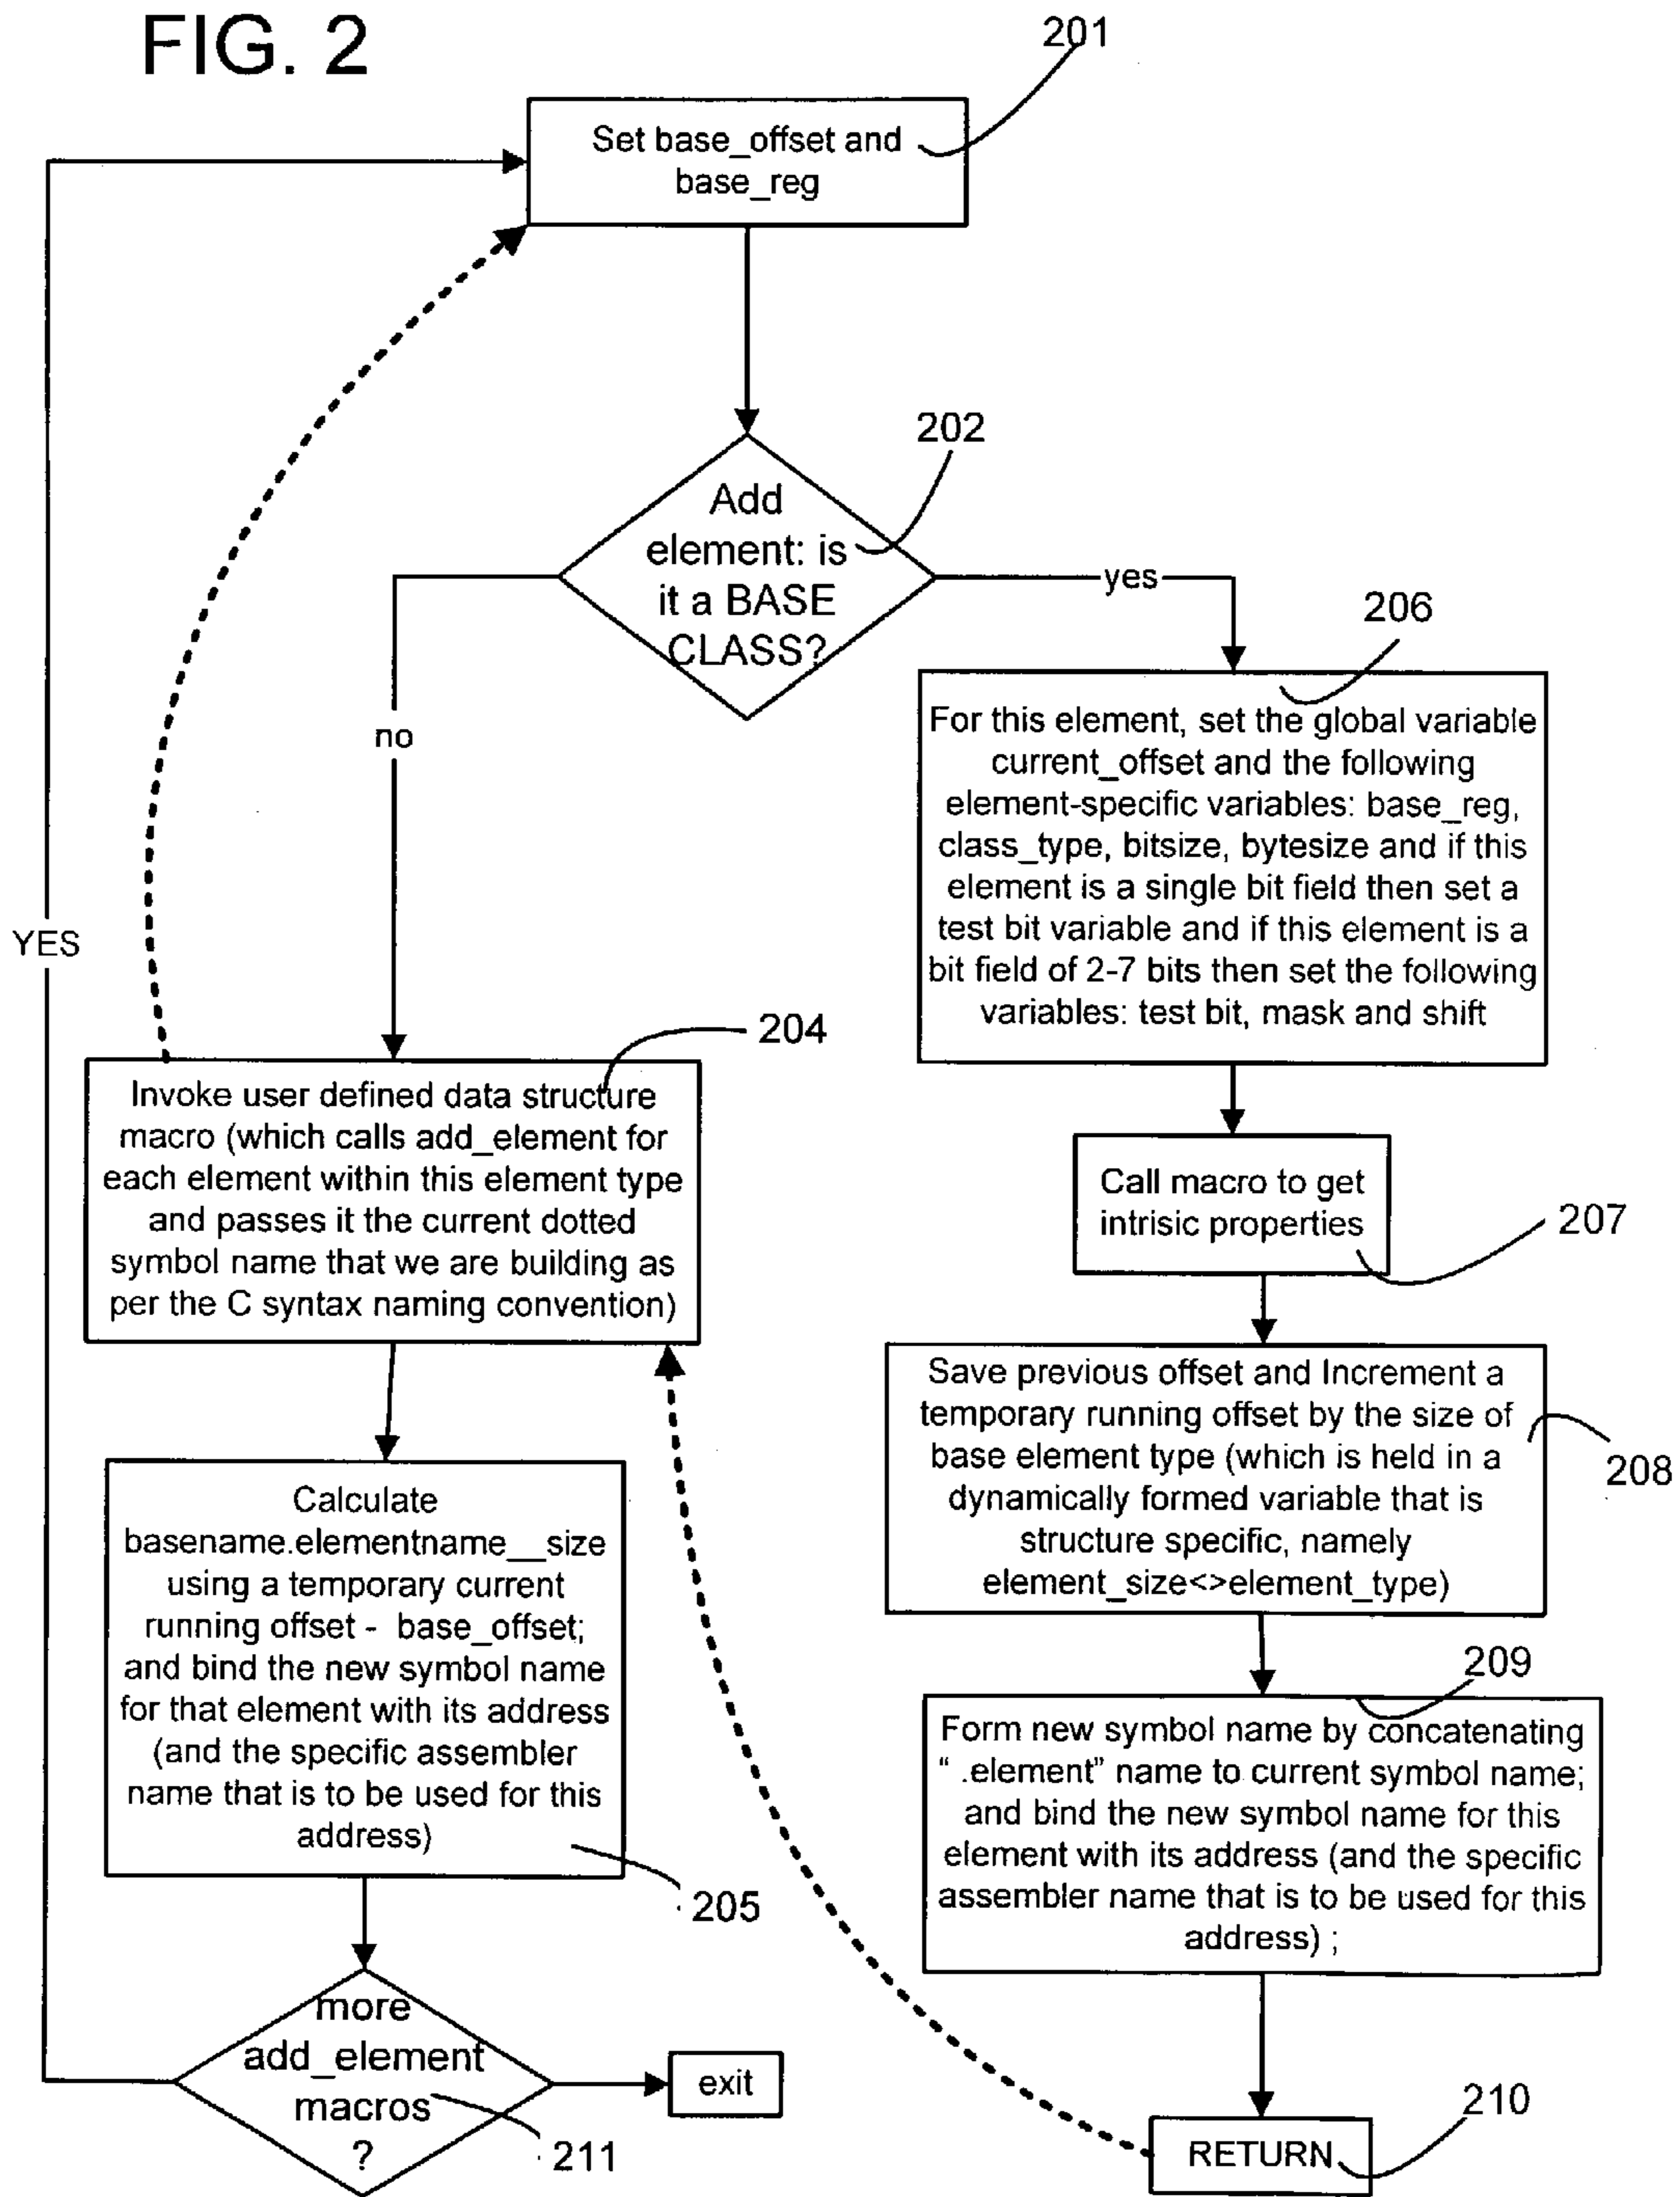 FIG. 2
201
Set base_offset and
base_reg
202
Add
element: is
it a BASE
CLASS?
yes
no
YES
206
For this element, set the global variable
current_offset and the following
element-specific variables: base_reg,
class_type, bitsize, bytesize and if this
element is a single bit field then set a
test bit variable and if this element is a
bit field of 2-7 bits then set the following
variables: test bit, mask and shift
204
Invoke user defined data structure
macro (which calls add_element for
each element within this element type
and passes it the current dotted
symbol name that we are building as
per the C syntax naming convention)
Call macro to get
intrisic properties
207
Save previous offset and Increment a
temporary running offset by the size of
base element type (which is held in a
dynamically formed variable that is
structure specific, namely
element_size<>element_type)
208
Calculate
basename.elementname__size
using a temporary current
running offset - base_offset;
and bind the new symbol name
for that element with its address
(and the specific assembler
name that is to be used for this
address)
205
209
Form new symbol name by concatenating
“ .element” name to current symbol name;
and bind the new symbol name for this
element with its address (and the specific
assembler name that is to be used for this
address) ;
more
add_element
macros
?
211
exit
210
RETURN